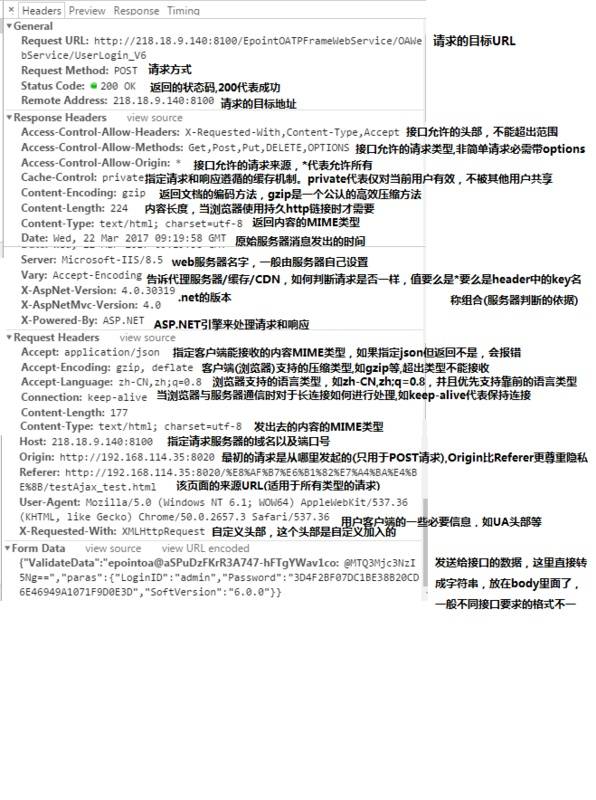 × Headers Preview Response Timing
▼General
Request URL: http://218.18.9.140:8100/EpointOATPFrameWebService/OAWe 请求的目标URL
bService/UserLogin_V6
Request Method: POST 请求方式
Status Code: 200 OK 返回的状态码,200代表成功
Remote Address: 218.18.9.140:8100 请求的目标地址
▼Response Headers view source
Access-Control-Allow-Headers: X-Requested-With,Content-Type,Accept 接口允许的头部，不能超出范围
Access-Control-Allow-Methods: Get,Post,Put,DELETE,OPTIONS 接口允许的请求类型,非简单请求必需带options
Access-Control-Allow-Origin: * 接口允许的请求来源，*代表允许所有
Cache-Control: private 指定请求和响应遵循的缓存机制。private代表仅对当前用户有效，不被其他用户共享
Content-Encoding: gzip 返回文档的编码方法，gzip是一个公认的高效压缩方法
Content-Length: 224 内容长度，当浏览器使用持久http链接时才需要
Content-Type: text/html; charset=utf-8 返回内容的MIME类型
Date: Wed, 22 Mar 2017 09:19:58 GMT 原始服务器消息发出的时间
Server: Microsoft-IIS/8.5 web服务器名字，一般由服务器自己设置
Vary: Accept-Encoding 告诉代理服务器/缓存/CDN，如何判断请求是否一样，值要么是*要么是header中的key名
X-AspNet-Version: 4.0.30319 .net的版本 称组合(服务器判断的依据)
X-AspNetMvc-Version: 4.0
X-Powered-By: ASP.NET ASP.NET引擎来处理请求和响应
▼Request Headers view source
Accept: application/json 指定客户端能接收的内容MIME类型，如果指定json但返回不是，会报错
Accept-Encoding: gzip, deflate 客户端(浏览器)支持的压缩类型,如gzip等,超出类型不能接收
Accept-Language: zh-CN,zh;q=0.8 浏览器支持的语言类型，如zh-CN,zh;q=0.8，并且优先支持靠前的语言类型
Connection: keep-alive 当浏览器与服务器通信时对于长连接如何进行处理,如keep-alive代表保持连接
Content-Length: 177
Content-Type: text/html; charset=utf-8 发出去的内容的MIME类型
Host: 218.18.9.140:8100 指定请求服务器的域名以及端口号
Origin: http://192.168.114.35:8020 最初的请求是从哪里发起的(只用于POST请求),Origin比Referer更尊重隐私
Referer: http://192.168.114.35:8020/%E8%AF%B7%E6%B1%82%E7%A4%BA%E4%B
E%8B/testAjax_test.html 该页面的来源URL(适用于所有类型的请求)
User-Agent: Mozilla/5.0 (Windows NT 6.1; WOW64) AppleWebKit/537.36
(KHTML, like Gecko) Chrome/50.0.2657.3 Safari/537.36 用户客户端的一些必要信息，如UA头部等
X-Requested-With: XMLHttpRequest 自定义头部，这个头部是自定义加入的
▼Form Data view source view URL encoded
{"ValidateData":"epointoa@aSPuDzFKrR3A747-hFTgYWav1co: @MTQ3Mjc3NzI 发送给接口的数据，这里直接转
5Ng==","paras":{"LoginID":"admin","Password":"3D4F2BF07DC1BE38B20CD 成字符串，放在body里面了，
6E46949A1071F9D0E3D","SoftVersion":"6.0.0"}} 一般不同接口要求的格式不一